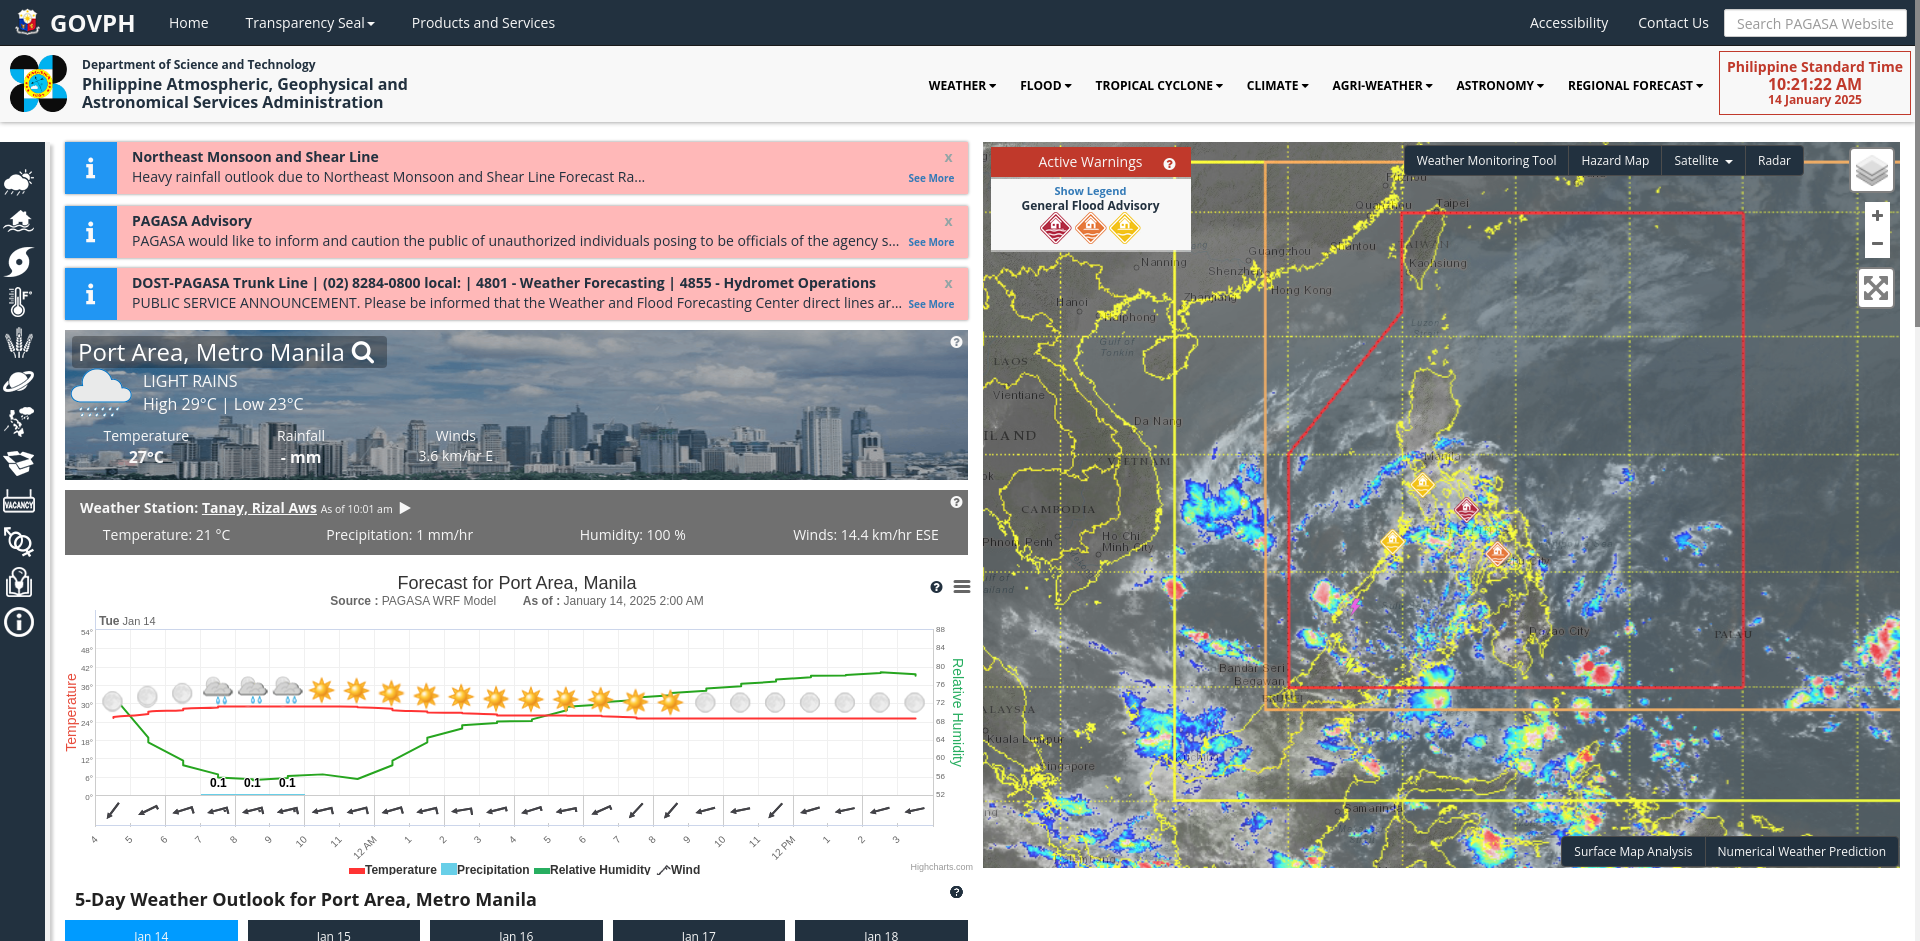 GOVPH
Home
Transparency Seal
Products and Services
Accessibility
Contact Us
Search PAGASA Website
Department of Science and Technology
Philippine Atmospheric, Geophysical and
Astronomical Services Administration
WEATHER
FLOOD
TROPICAL CYCLONE
CLIMATE
AGRI-WEATHER
ASTRONOMY
REGIONAL FORECAST
Philippine Standard Time
10:21:22 AM
14 January 2025
Northeast Monsoon and Shear Line
x
Heavy rainfall outlook due to Northeast Monsoon and Shear Line Forecast Ra...
See More
PAGASA Advisory
x
PAGASA would like to inform and caution the public of unauthorized individuals posing to be officials of the agency s...
See More
DOST-PAGASA Trunk Line | (02) 8284-0800 local: | 4801 - Weather Forecasting | 4855 - Hydromet Operations
x
PUBLIC SERVICE ANNOUNCEMENT. Please be informed that the Weather and Flood Forecasting Center direct lines ar...
See More
VACANCY
Port Area, Metro Manila
LIGHT RAINS
High 29°C | Low 23°C
Temperature
Rainfall
Winds
27°C
- mm
3.6 km/hr E
Weather Station: Tanay, Rizal Aws As of 10:01 am
Temperature: 21 °C
Precipitation: 1 mm/hr
Humidity: 100 %
Winds: 14.4 km/hr ESE
Forecast for Port Area, Manila
Source : PAGASA WRF Model
As of : January 14, 2025 2:00 AM
Tue Jan 14
Temperature
54°
48°
42°
36°
30°
24°
18°
12°
6°
0°
88
84
80
76
72
68
64
60
56
52
Relative Humidity
0.1
0.1
0.1
4
5
6
7
8
9
10
11
12 AM
1
2
3
4
5
6
7
8
9
10
11
12 PM
1
2
3
Temperature
Precipitation
Relative Humidity
Wind
Highcharts.com
5-Day Weather Outlook for Port Area, Metro Manila
Jan 14
Jan 15
Jan 16
Jan 17
Jan 18
Active Warnings
Show Legend
General Flood Advisory
Weather Monitoring Tool
Hazard Map
Satellite
Radar
+
−
Taipei
Guangzhou
Shantou
Nanning
Shenzhen
Kaohsiung
Hong Kong
Zhanjiang
Hanoi
Haiphong
Gulf of
Tonkin
LAOS
Vientiane
Da Nang
ILAND
VIETNAM
Manila
CAMBODIA
Phnom Penh
Ho Chi
Minh City
Davao City
PALAU
Bandar Seri
Begawan
ALAYSIA
Kuala Lumpur
Singapore
Samarinda
Surface Map Analysis
Numerical Weather Prediction